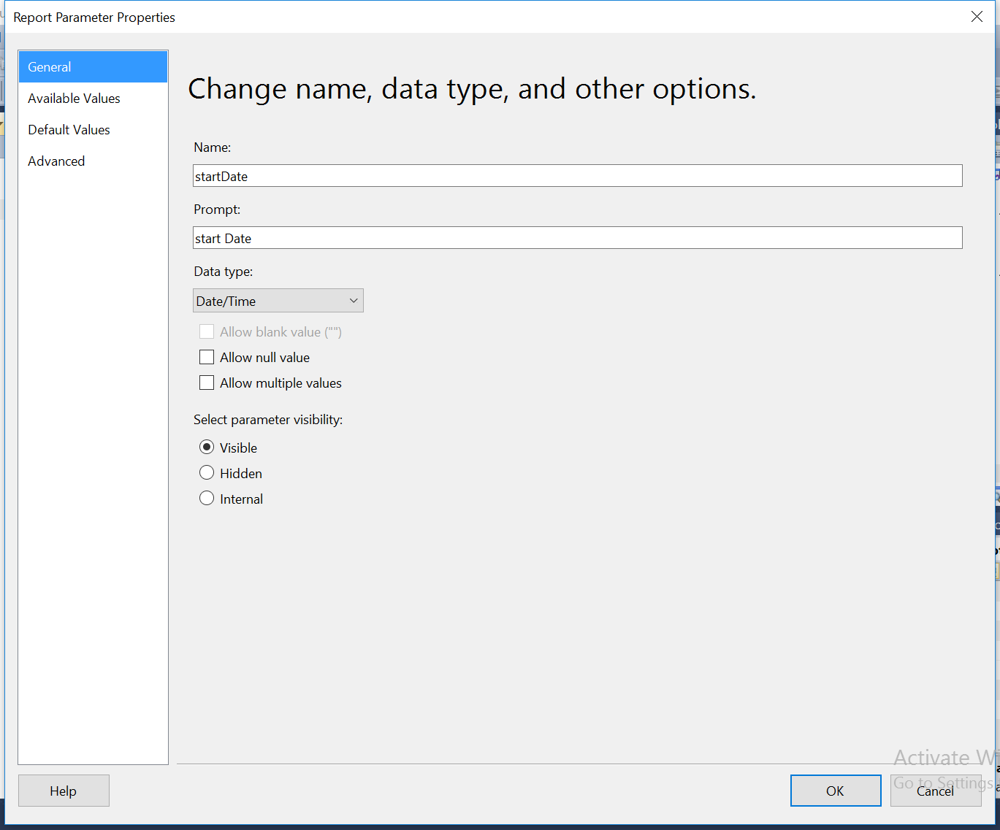 Report Parameter Properties
General
Available Values
Default Values
Advanced
Change name, data type, and other options.
Name:
startDate
Prompt:
start Date
Data type:
Date/Time
Allow blank value ("")
Allow null value
Allow multiple values
Select parameter visibility:
Visible
Hidden
Internal
Activate
Go to Settings
Help
OK
Cancel